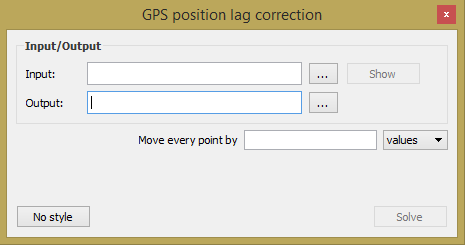 GPS position lag correction
x
Input/Output
Input: ... Show
Output: ...
Move every point by values
No style Solve